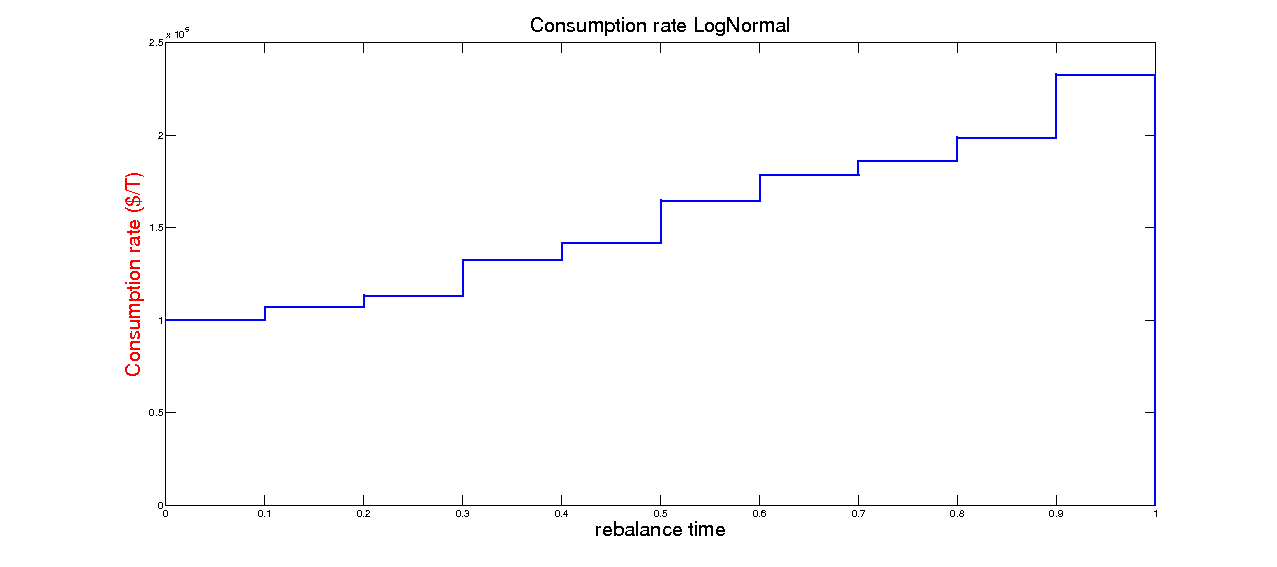 Consumption rate LogNormal
x 10^5
2.5
2
1.5
1
0.5
0
Consumption rate ($/T)
0 0.1 0.2 0.3 0.4 0.5 0.6 0.7 0.8 0.9 1
rebalance time